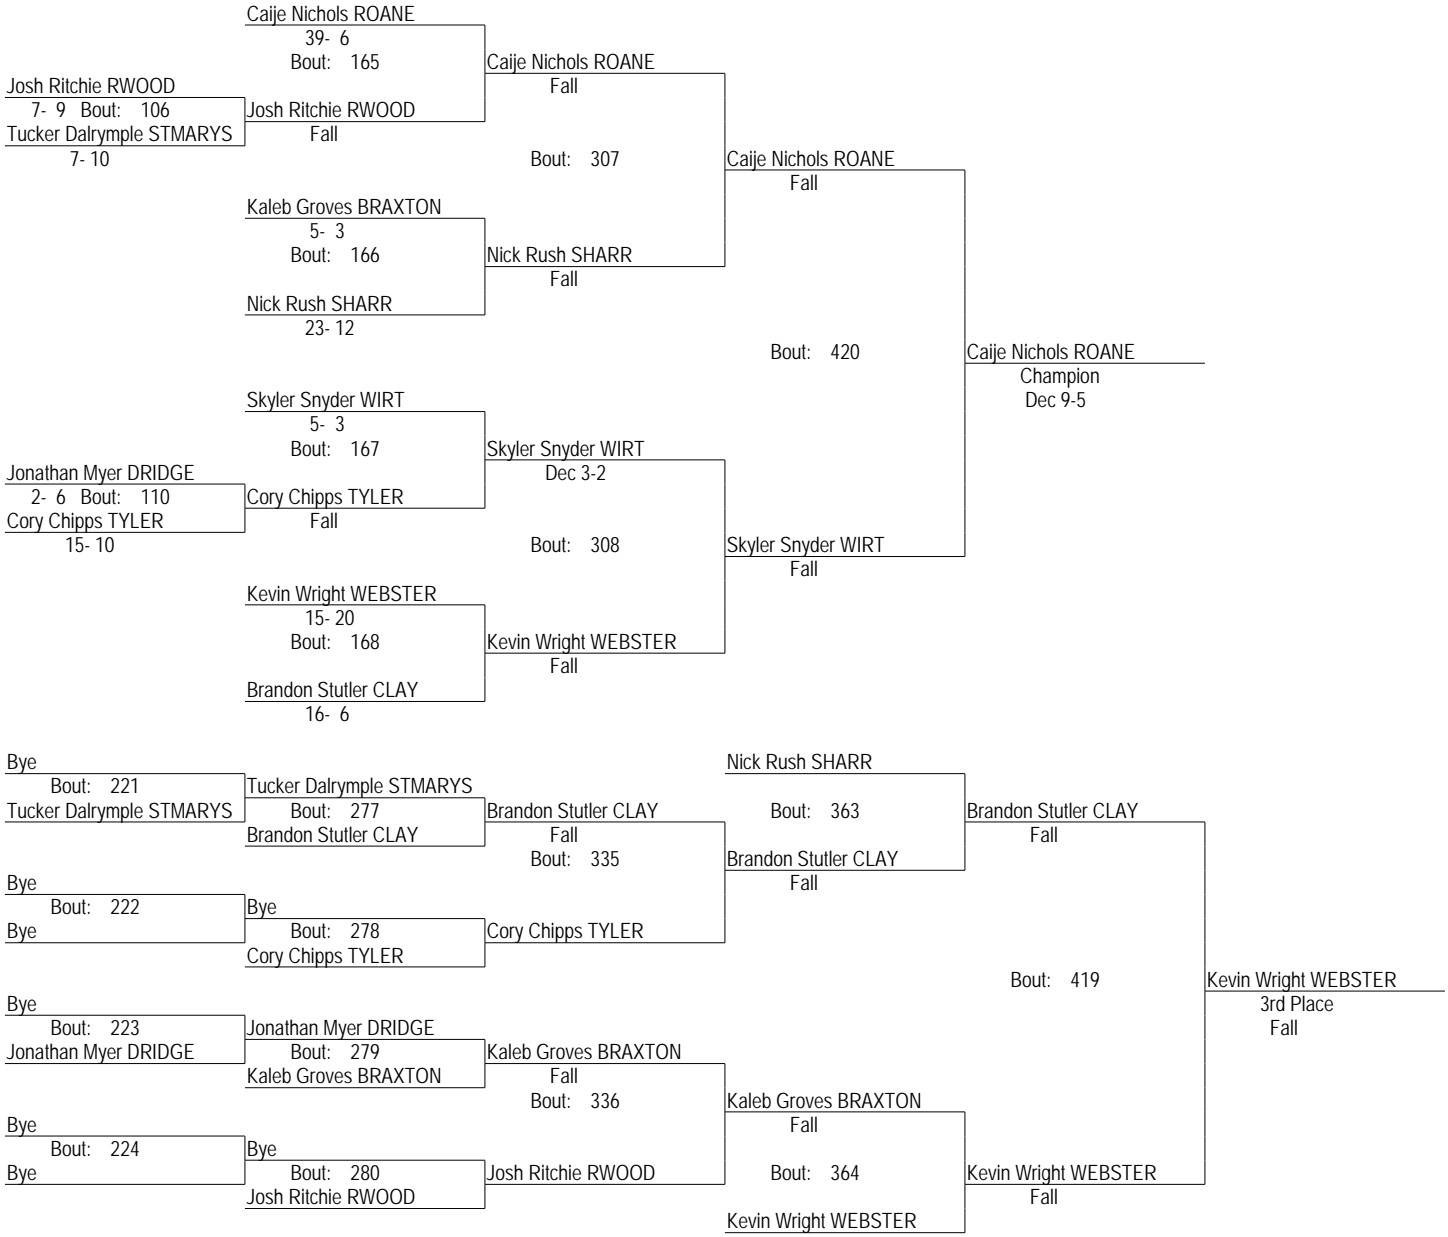 Caije Nichols ROANE
39- 6
Bout: 165
Caije Nichols ROANE
Fall
Josh Ritchie RWOOD
7- 9 Bout: 106
Josh Ritchie RWOOD
Fall
Tucker Dalrymple STMARYS
7- 10
Bout: 307
Caije Nichols ROANE
Fall
Kaleb Groves BRAXTON
5- 3
Bout: 166
Nick Rush SHARR
Fall
Nick Rush SHARR
23- 12
Bout: 420
Caije Nichols ROANE
Champion
Dec 9-5
Skyler Snyder WIRT
5- 3
Bout: 167
Skyler Snyder WIRT
Dec 3-2
Jonathan Myer DRIDGE
2- 6 Bout: 110
Cory Chipps TYLER
Fall
Cory Chipps TYLER
15- 10
Bout: 308
Skyler Snyder WIRT
Fall
Kevin Wright WEBSTER
15- 20
Bout: 168
Kevin Wright WEBSTER
Fall
Brandon Stutler CLAY
16- 6
Bye
Bout: 221
Tucker Dalrymple STMARYS
Tucker Dalrymple STMARYS
Bout: 277
Brandon Stutler CLAY
Brandon Stutler CLAY
Fall
Bout: 335
Nick Rush SHARR
Bout: 363
Brandon Stutler CLAY
Fall
Brandon Stutler CLAY
Fall
Bye
Bout: 222
Bye
Bye
Bout: 278
Cory Chipps TYLER
Cory Chipps TYLER
Bout: 419
Kevin Wright WEBSTER
3rd Place
Fall
Bye
Bout: 223
Jonathan Myer DRIDGE
Jonathan Myer DRIDGE
Bout: 279
Kaleb Groves BRAXTON
Kaleb Groves BRAXTON
Fall
Bout: 336
Kaleb Groves BRAXTON
Fall
Bye
Bout: 224
Bye
Bye
Bout: 280
Josh Ritchie RWOOD
Josh Ritchie RWOOD
Bout: 364
Kevin Wright WEBSTER
Fall
Kevin Wright WEBSTER